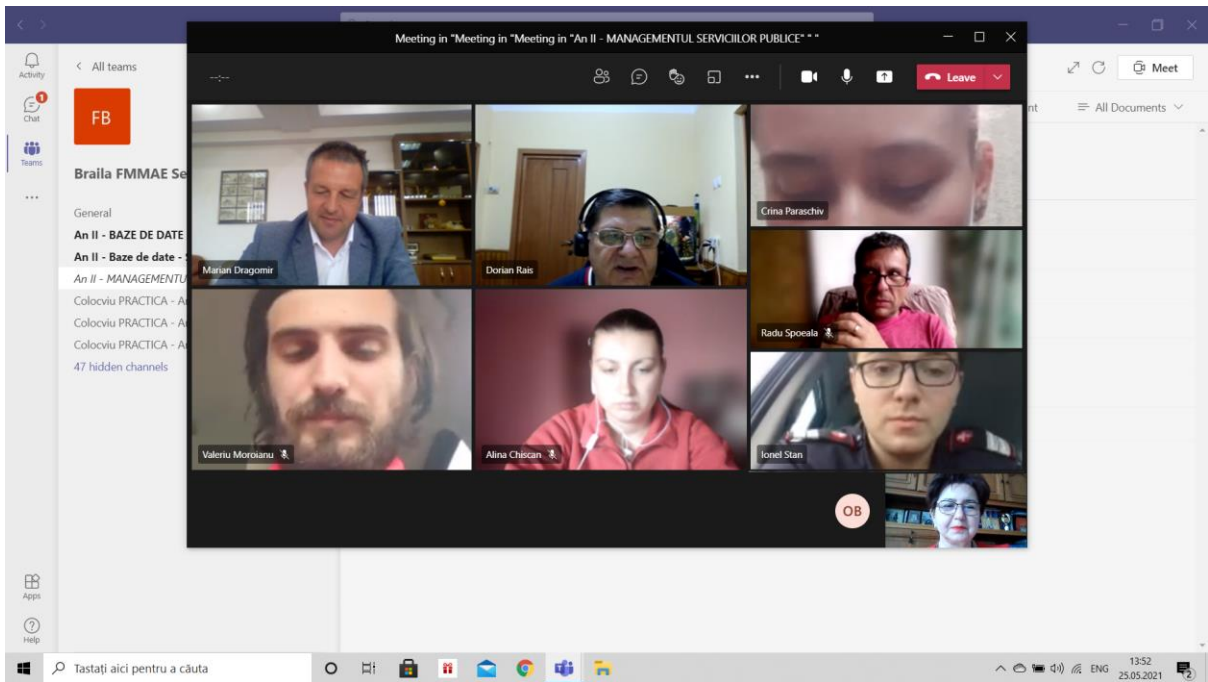 Meeting in "Meeting in "Meeting in "An II - MANAGEMENTUL SERVICIILOR PUBLICE" " "
--:--
Leave
Activity
Chat
1
Teams
All teams
FB
Braila FMMAE Se
General
An II - BAZE DE DATE
An II - Baze de date -
An II - MANAGEMENTU
Colocviu PRACTICA - A
Colocviu PRACTICA - A
Colocviu PRACTICA - A
47 hidden channels
Meet
nt
All Documents
Marian Dragomir
Dorian Rais
Crina Paraschiv
Radu Spoeala
Valeriu Moroianu
Alina Chiscan
Ionel Stan
OB
Apps
Help
Tastați aici pentru a căuta
ENG
13:52
25.05.2021
2